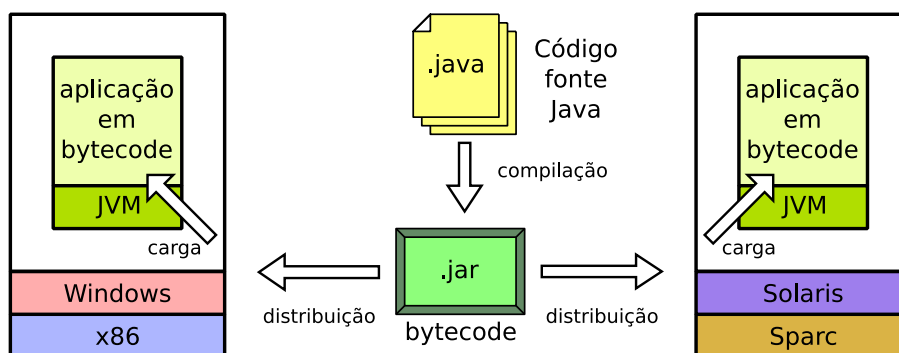 aplicação
em
bytecode
JVM
carga
Windows
x86
.java
Código
fonte
Java
compilação
.jar
bytecode
distribuição
distribuição
aplicação
em
bytecode
JVM
carga
Solaris
Sparc